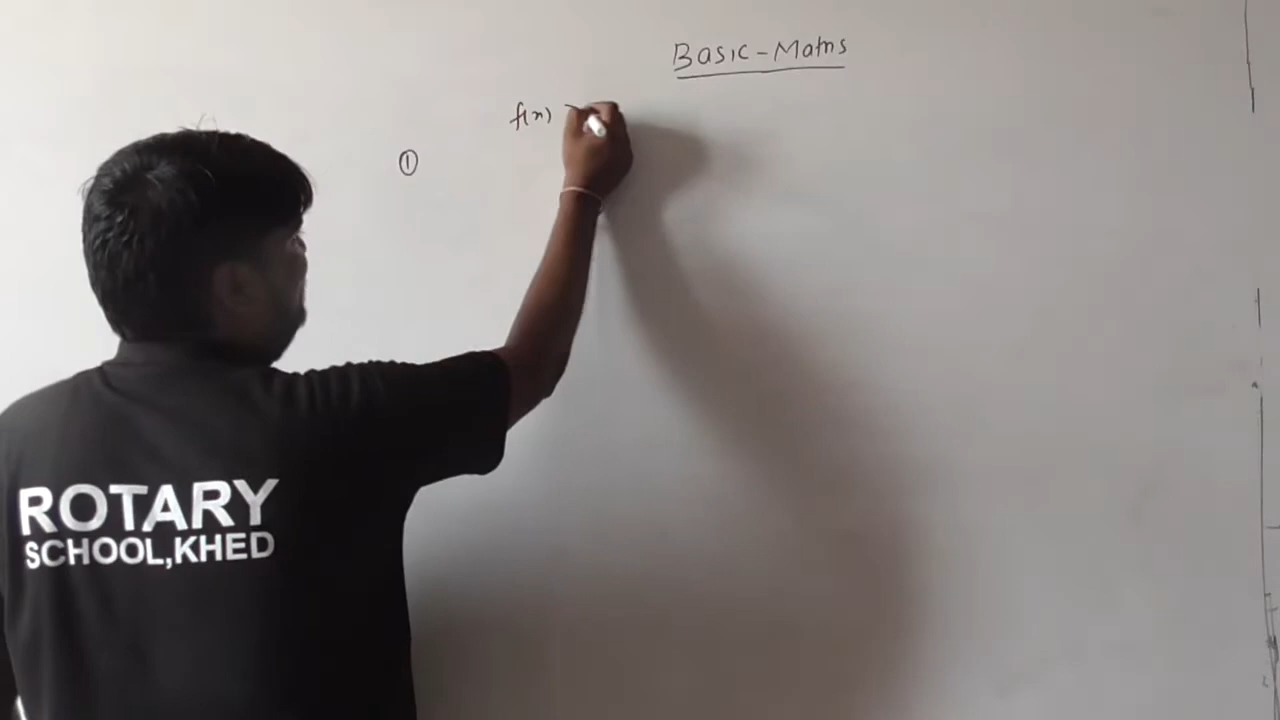 Basic-Maths
f(x)
①
ROTARY
SCHOOL,KHED